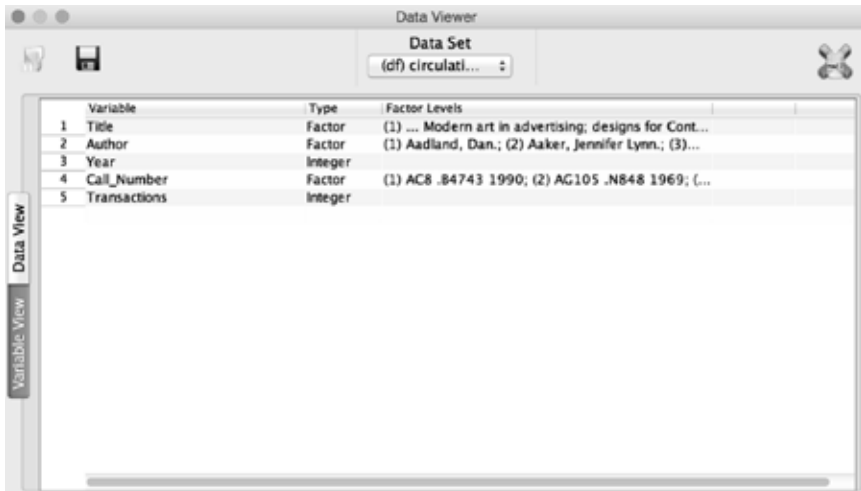 Data Viewer
Data Set
(df) circulati...
Variable Type Factor Levels
1 Title Factor (1) ... Modern art in advertising; designs for Cont...
2 Author Factor (1) Aadland, Dan.; (2) Aaker, Jennifer Lynn.; (3)...
3 Year Integer
4 Call_Number Factor (1) AC8 .B4743 1990; (2) AG105 .N848 1969; (...
5 Transactions Integer
Data View
Variable View